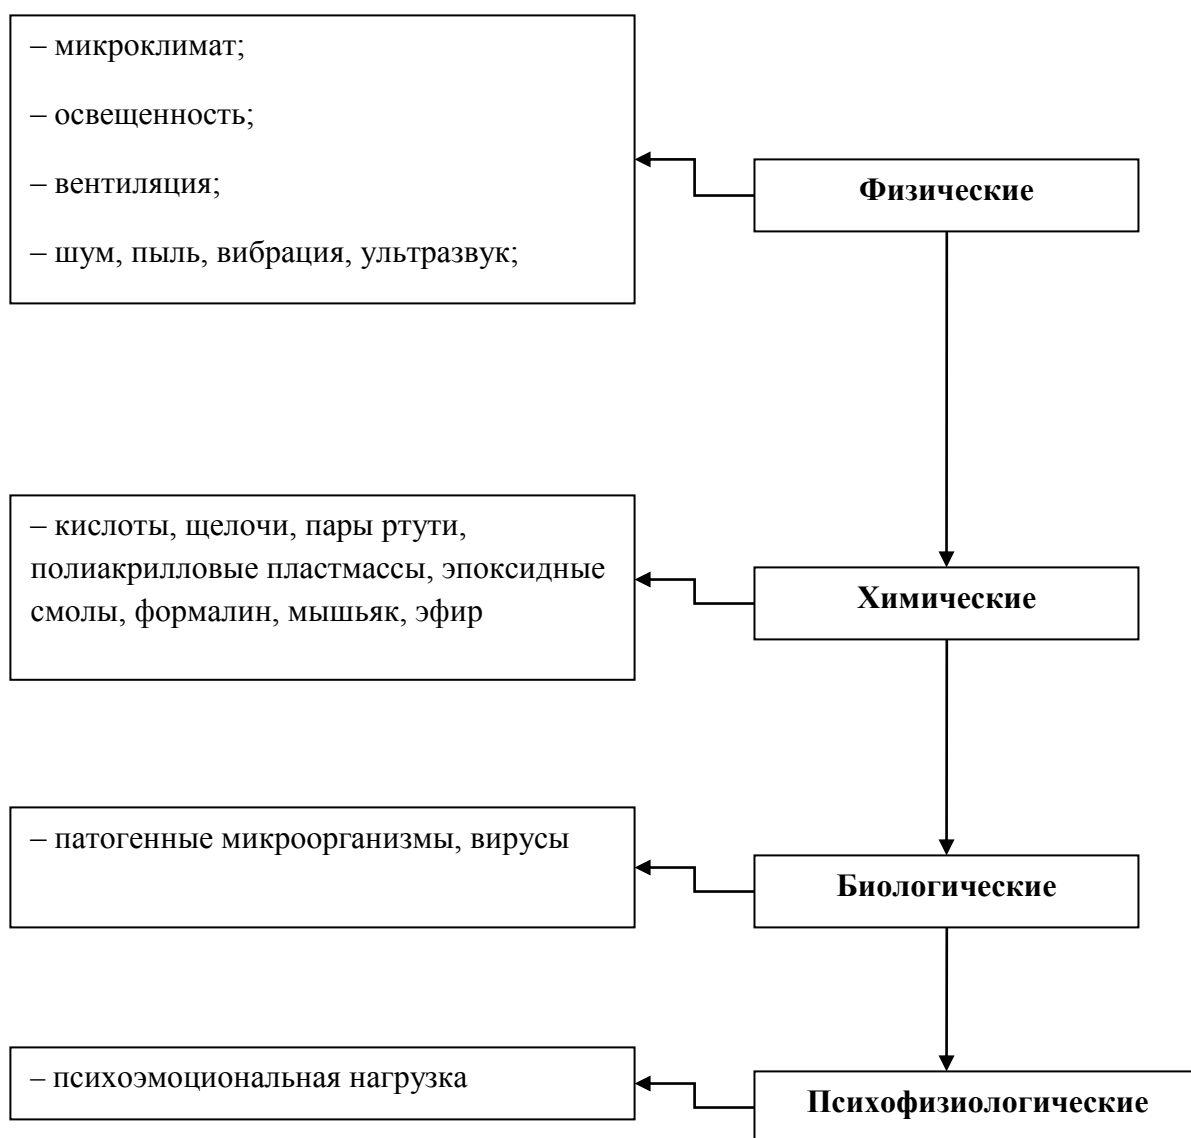 – микроклимат;
– освещенность;
– вентиляция;
– шум, пыль, вибрация, ультразвук;
Физические
– кислоты, щелочи, пары ртути,
полиакрилловые пластмассы, эпоксидные
смолы, формалин, мышьяк, эфир
Химические
– патогенные микроорганизмы, вирусы
Биологические
– психоэмоциональная нагрузка
Психофизиологические